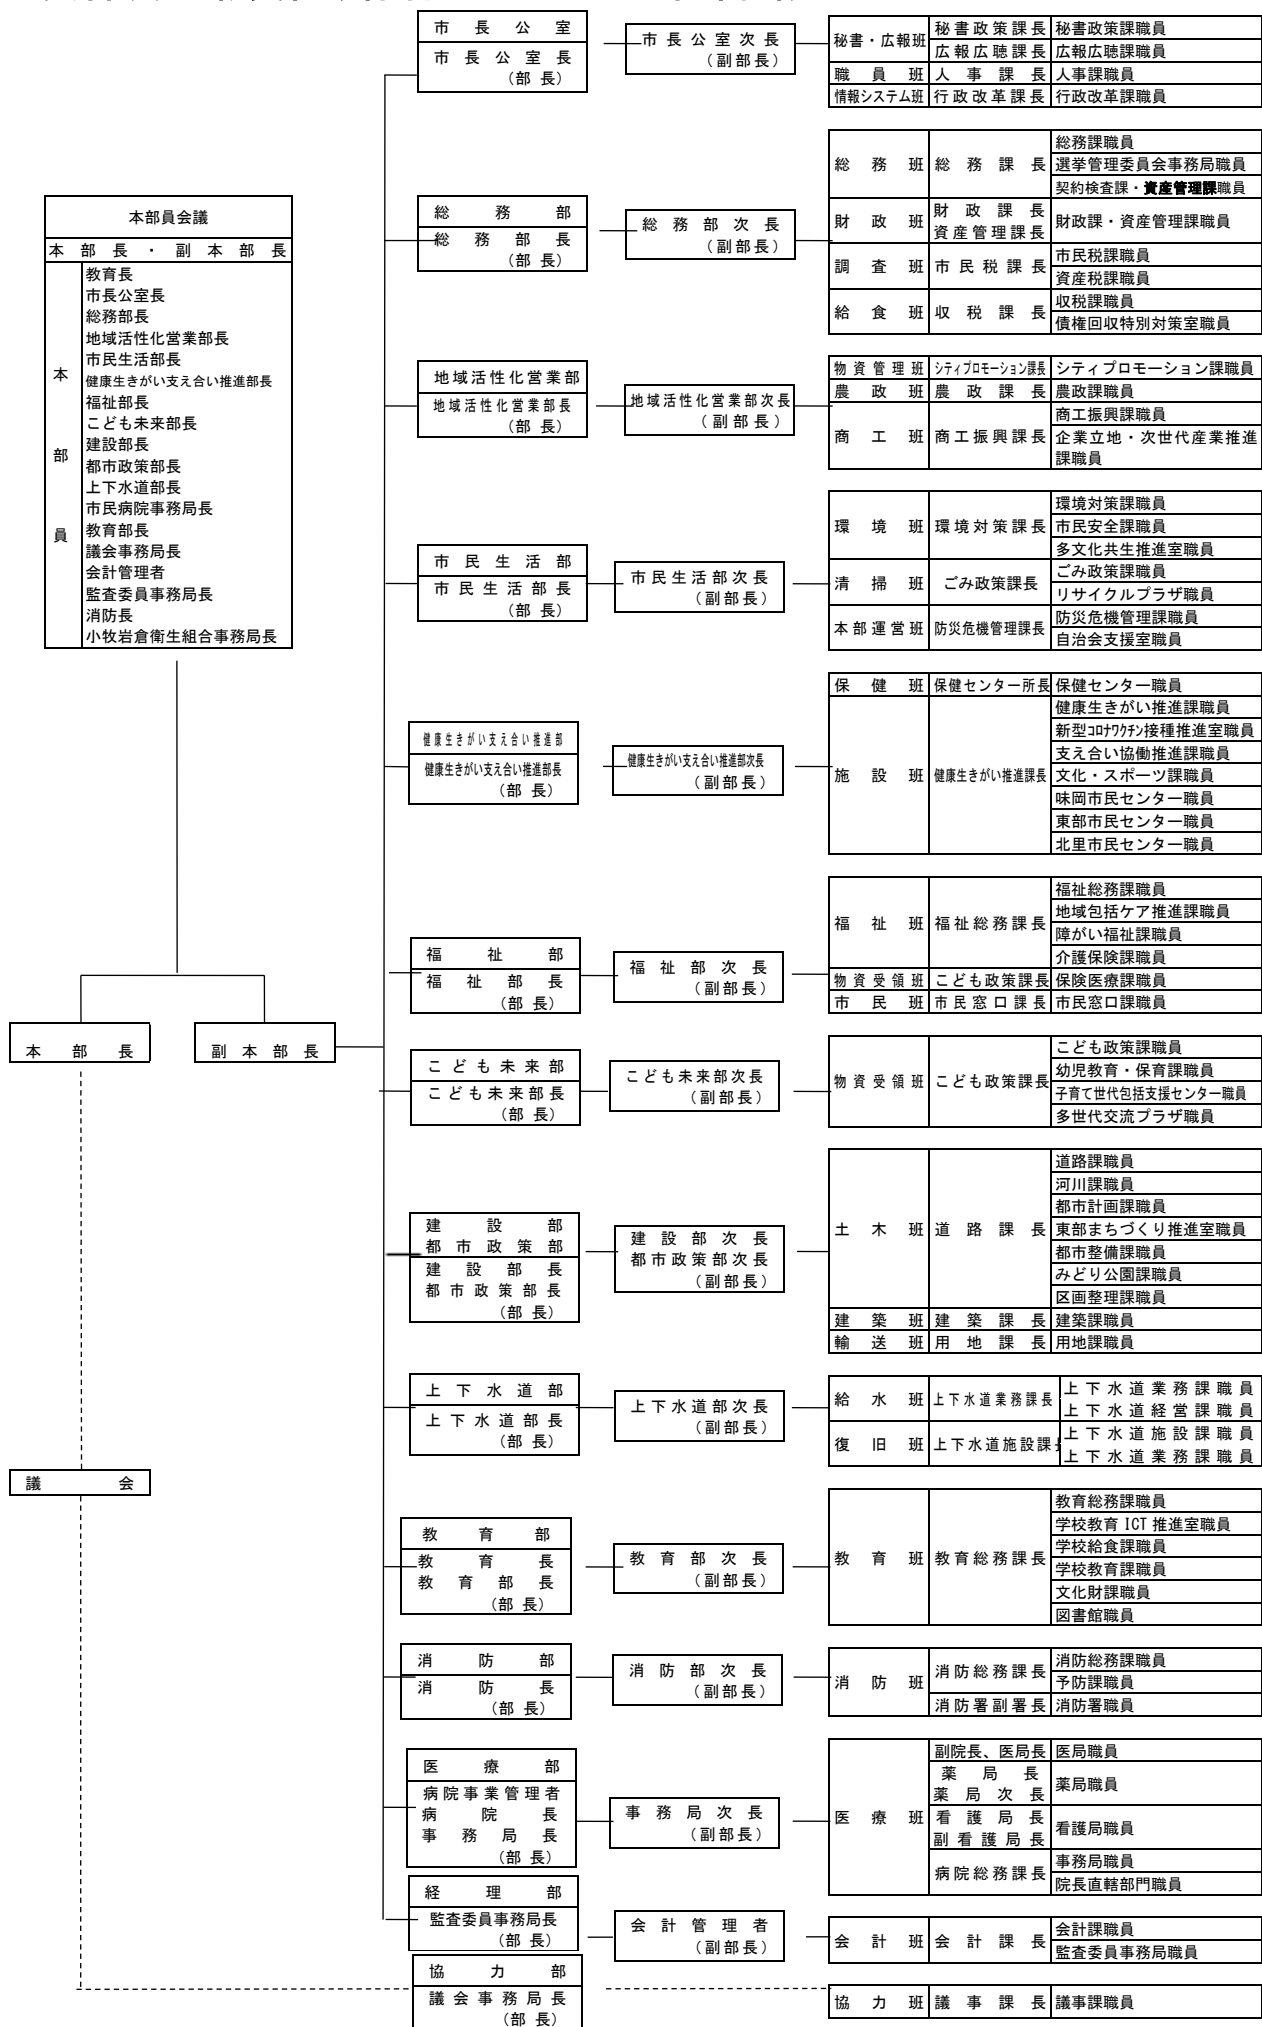 本部員会議
本部長・副本部長
本部員
教育長
市長公室長
総務部長
地域活性化営業部長
市民生活部長
健康生きがい支え合い推進部長
福祉部長
こども未来部長
建設部長
都市政策部長
上下水道部長
市民病院事務局長
教育部長
議会事務局長
会計管理者
監査委員事務局長
消防長
小牧岩倉衛生組合事務局長
本部長
副本部長
議会
市長公室
市長公室長
（部長）
市長公室次長
（副部長）
秘書・広報班
秘書政策課長 秘書政策課職員
広報広聴課長 広報広聴課職員
職員班 人事課長 人事課職員
情報システム班 行政改革課長 行政改革課職員
総務部
総務部長
（部長）
総務部次長
（副部長）
総務班 総務課長
総務課職員
選挙管理委員会事務局職員
契約検査課・資産管理課職員
財政班
財政課長
資産管理課長
財政課・資産管理課職員
調査班 市民税課長
市民税課職員
資産税課職員
給食班 収税課長
収税課職員
債権回収特別対策室職員
地域活性化営業部
地域活性化営業部長
（部長）
地域活性化営業部次長
（副部長）
物資管理班 シティプロモーション課長 シティプロモーション課職員
農政班 農政課長 農政課職員
商工班 商工振興課長
商工振興課職員
企業立地・次世代産業推進
課職員
市民生活部
市民生活部長
（部長）
市民生活部次長
（副部長）
環境班 環境対策課長
環境対策課職員
市民安全課職員
多文化共生推進室職員
清掃班 ごみ政策課長
ごみ政策課職員
リサイクルプラザ職員
本部運営班 防災危機管理課長
防災危機管理課職員
自治会支援室職員
健康生きがい支え合い推進部
健康生きがい支え合い推進部長
（部長）
健康生きがい支え合い推進部次長
（副部長）
保健班 保健センター所長 保健センター職員
施設班 健康生きがい推進課長
健康生きがい推進課職員
新型コロナワクチン接種推進室職員
支え合い協働推進課職員
文化・スポーツ課職員
味岡市民センター職員
東部市民センター職員
北里市民センター職員
福祉部
福祉部長
（部長）
福祉部次長
（副部長）
福祉班 福祉総務課長
福祉総務課職員
地域包括ケア推進課職員
障がい福祉課職員
介護保険課職員
物資受領班 こども政策課長 保険医療課職員
市民班 市民窓口課長 市民窓口課職員
こども未来部
こども未来部長
（部長）
こども未来部次長
（副部長）
物資受領班 こども政策課長
こども政策課職員
幼児教育・保育課職員
子育て世代包括支援センター職員
多世代交流プラザ職員
建設部
都市政策部
建設部長
都市政策部長
（部長）
建設部次長
都市政策部次長
（副部長）
土木班 道路課長
道路課職員
河川課職員
都市計画課職員
東部まちづくり推進室職員
都市整備課職員
みどり公園課職員
区画整理課職員
建築班 建築課長 建築課職員
輸送班 用地課長 用地課職員
上下水道部
上下水道部長
（部長）
上下水道部次長
（副部長）
給水班 上下水道業務課長
上下水道業務課職員
上下水道経営課職員
復旧班 上下水道施設課長
上下水道施設課職員
上下水道業務課職員
教育部
教育長
教育部長
（部長）
教育部次長
（副部長）
教育班 教育総務課長
教育総務課職員
学校教育ICT推進室職員
学校給食課職員
学校教育課職員
文化財課職員
図書館職員
消防部
消防長
（部長）
消防部次長
（副部長）
消防班
消防総務課長
消防総務課職員
予防課職員
消防署副署長 消防署職員
医療部
病院事業管理者
病院長
事務局長
（部長）
事務局次長
（副部長）
医療班
副院長、医局長 医局職員
薬局長
薬局次長
薬局職員
看護局長
副看護局長
看護局職員
病院総務課長
事務局職員
院長直轄部門職員
経理部
監査委員事務局長
（部長）
会計管理者
（副部長）
会計班 会計課長
会計課職員
監査委員事務局職員
協力部
議会事務局長
（部長）
協力班 議事課長 議事課職員